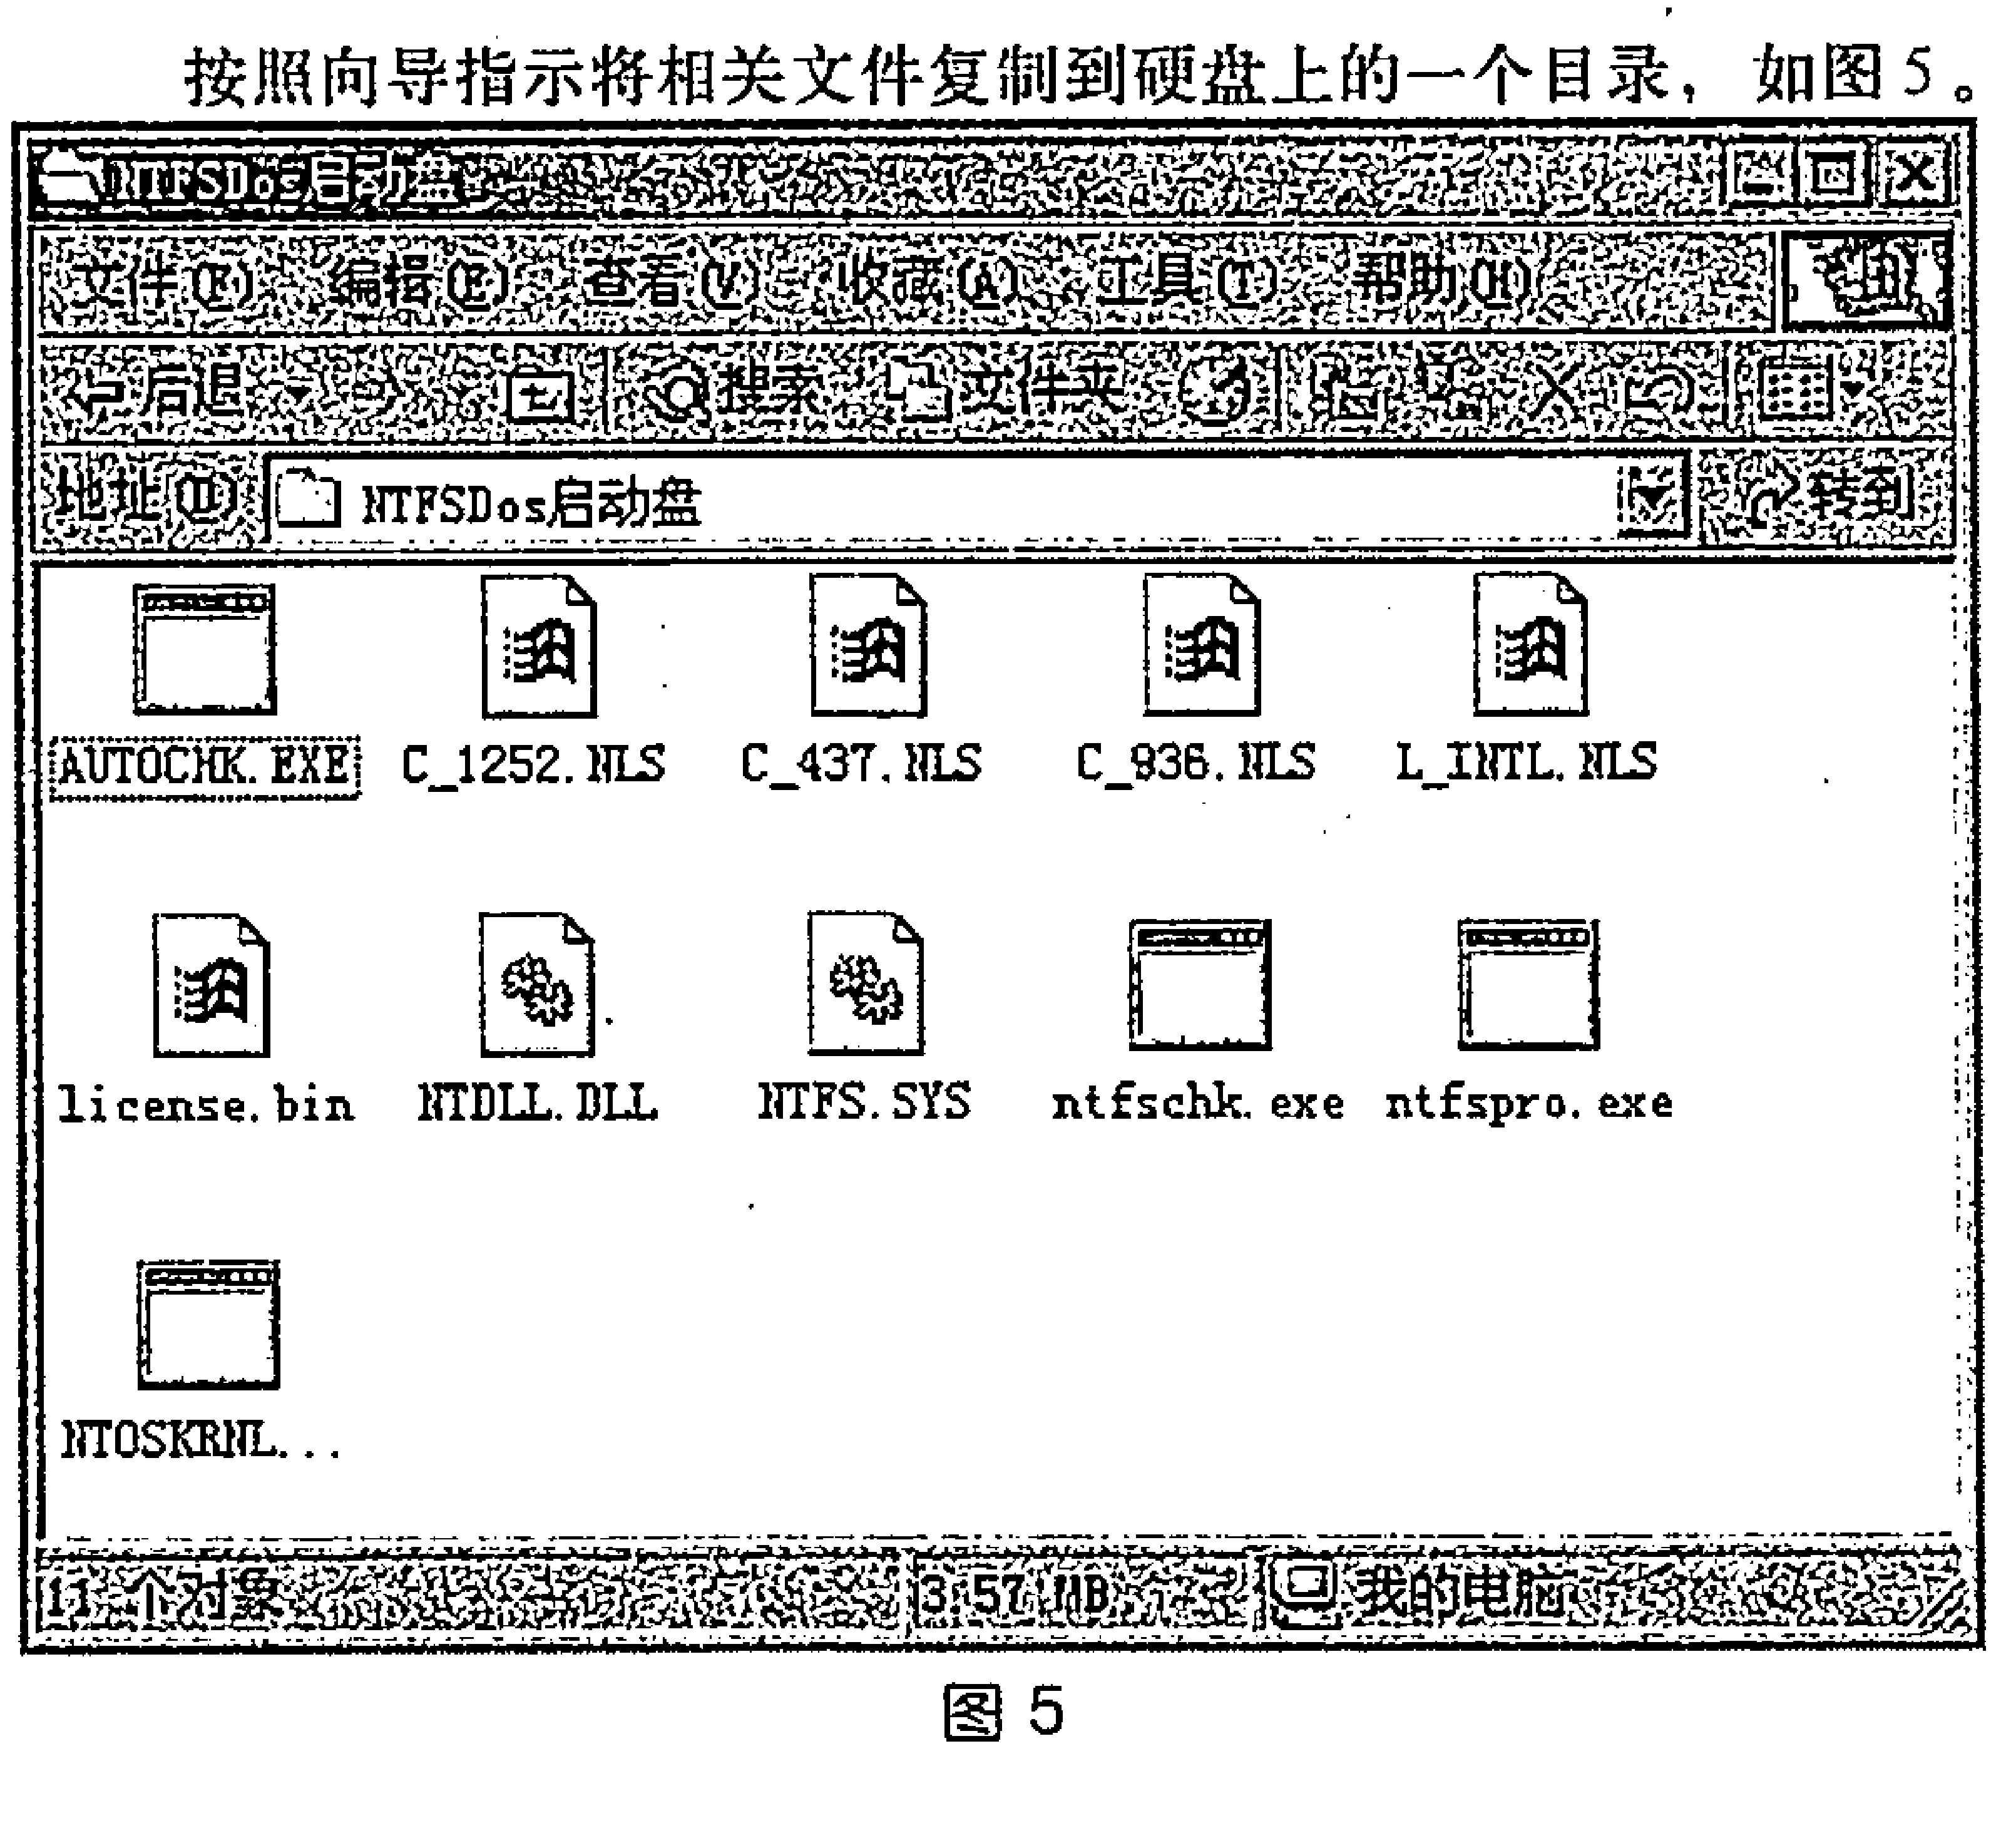 按照向导指示将相关文件复制到硬盘上的一个目录，如图5。
NTFSDos启动盘
文件(F) 编辑(E) 查看(V) 收藏(A) 工具(T) 帮助(H)
后退 搜索 文件夹
地址(D) NTFSDos启动盘 转到
AUTOCHK.EXE C_1252.NLS C_437.NLS C_936.NLS L_INTL.NLS
license.bin NTDLL.DLL NTFS.SYS ntfschk.exe ntfspro.exe
NTOSKRNL...
11 个对象 3.57 MB 我的电脑
图5